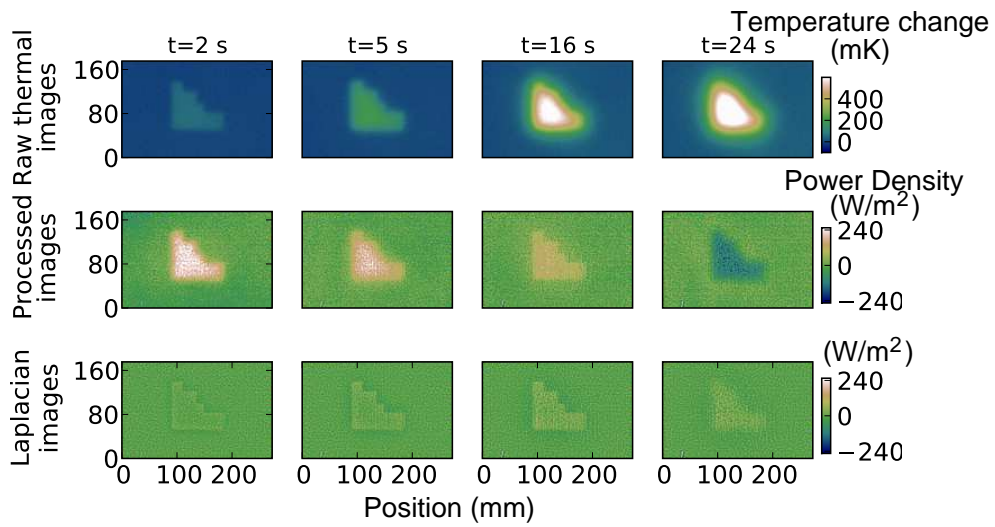 Temperature change
(mK)
t=2 s
t=5 s
t=16 s
t=24 s
Raw thermal
images
160
80
0
400
200
0
Power Density
(W/m²)
Processed
images
160
80
0
240
0
−240
(W/m²)
Laplacian
images
160
80
0
240
0
−240
0
100
200
0
100
200
0
100
200
0
100
200
Position (mm)